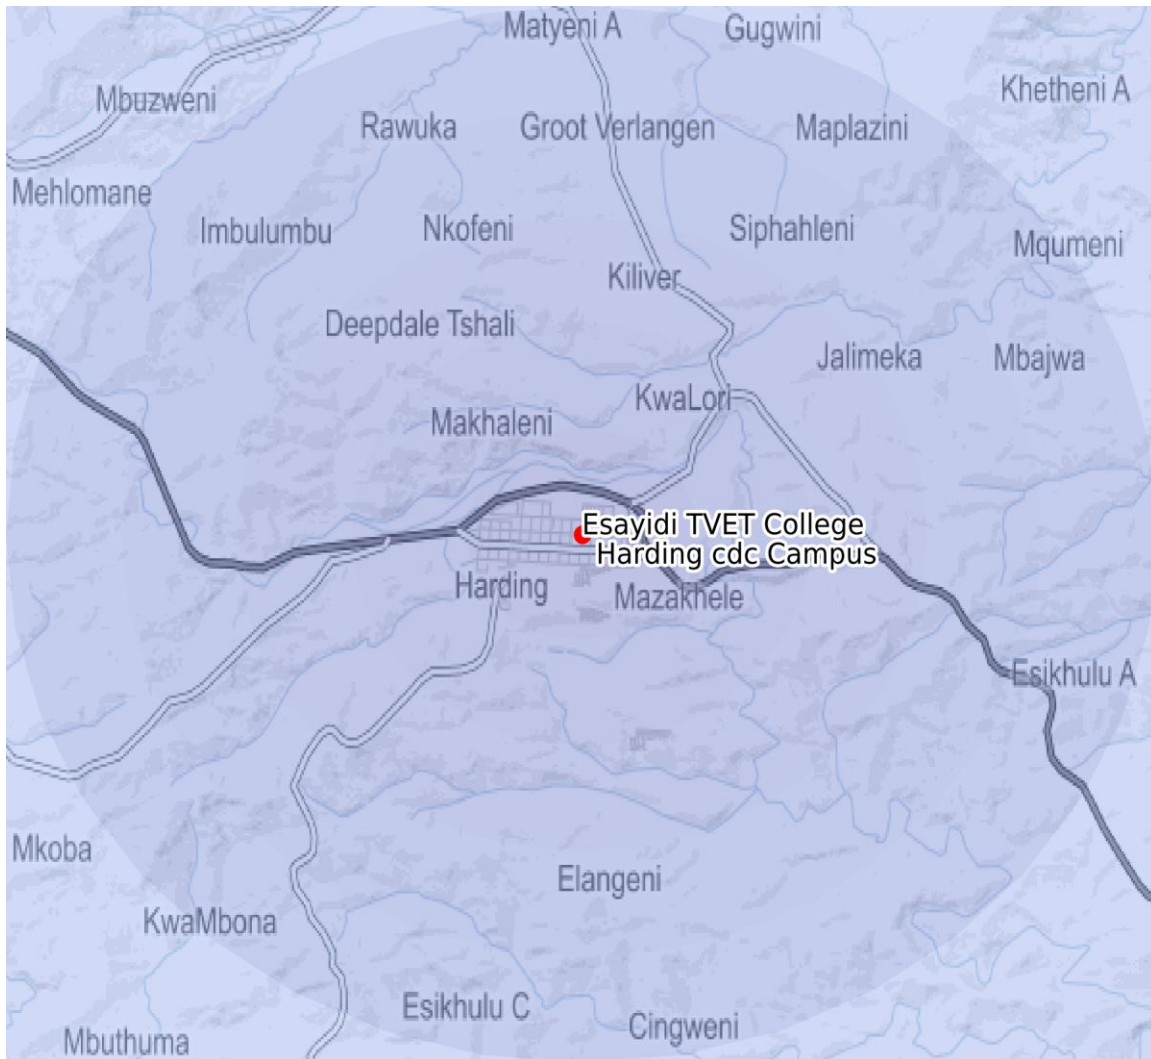 Matyeni A
Gugwini
Khetheni A
Mbuzweni
Rawuka
Groot Verlangen
Maplazini
Mehlomane
Imbulumbu
Nkofeni
Siphahleni
Mqumeni
Kiliver
Deepdale Tshali
Jalimeka
Mbajwa
KwaLori
Makhaleni
Esayidi TVET College
Harding cdc Campus
Harding
Mazakhele
Esikhulu A
Mkoba
Elangeni
KwaMbona
Esikhulu C
Cingweni
Mbuthuma